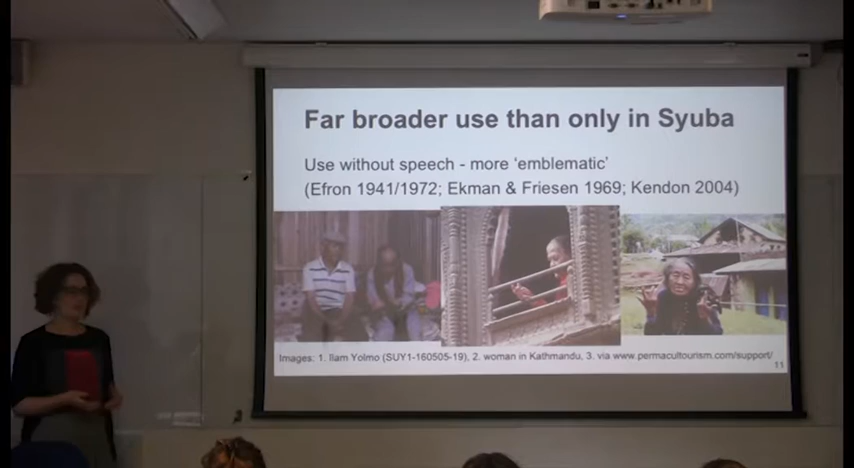 Far broader use than only in Syuba
Use without speech - more ‘emblematic’
(Efron 1941/1972; Ekman & Friesen 1969; Kendon 2004)
Images: 1. Ilam Yolmo (SUY1-160505-19), 2. woman in Kathmandu, 3. via www.permacultourism.com/support/
11